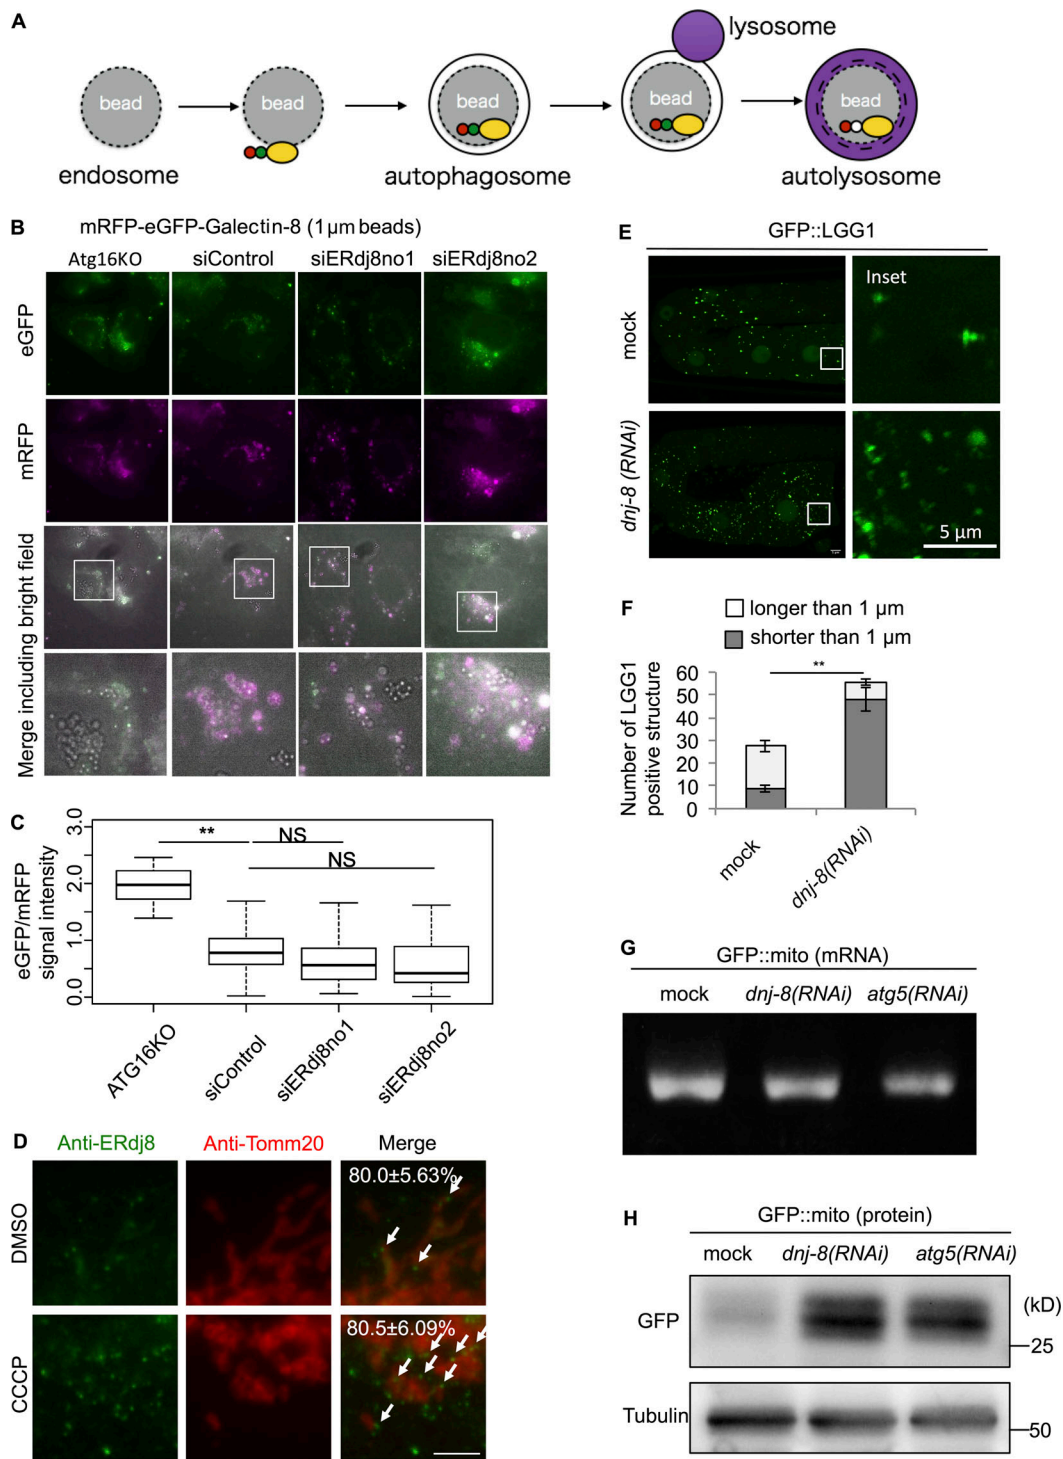 A
lysosome
bead
bead
bead
bead
bead
endosome
autophagosome
autolysosome
B
mRFP-eGFP-Galectin-8 (1 µm beads)
Atg16KO siControl siERdj8no1 siERdj8no2
eGFP
mRFP
Merge including bright field
C
eGFP/mRFP
signal intensity
3.0
2.0
1.0
0.0
** NS
NS
ATG16KO
siControl
siERdj8no1
siERdj8no2
D
Anti-ERdj8 Anti-Tomm20 Merge
DMSO
80.0±5.63%
CCCP
80.5±6.09%
E
GFP::LGG1
mock
Inset
dnj-8 (RNAi)
5 µm
F
longer than 1 µm
shorter than 1 µm
Number of LGG1
positive structure
60
50
40
30
20
10
0
**
mock
dnj-8(RNAi)
G
GFP::mito (mRNA)
mock dnj-8(RNAi) atg5(RNAi)
H
GFP::mito (protein)
mock dnj-8(RNAi) atg5(RNAi)
GFP
(kD)
25
Tubulin
50